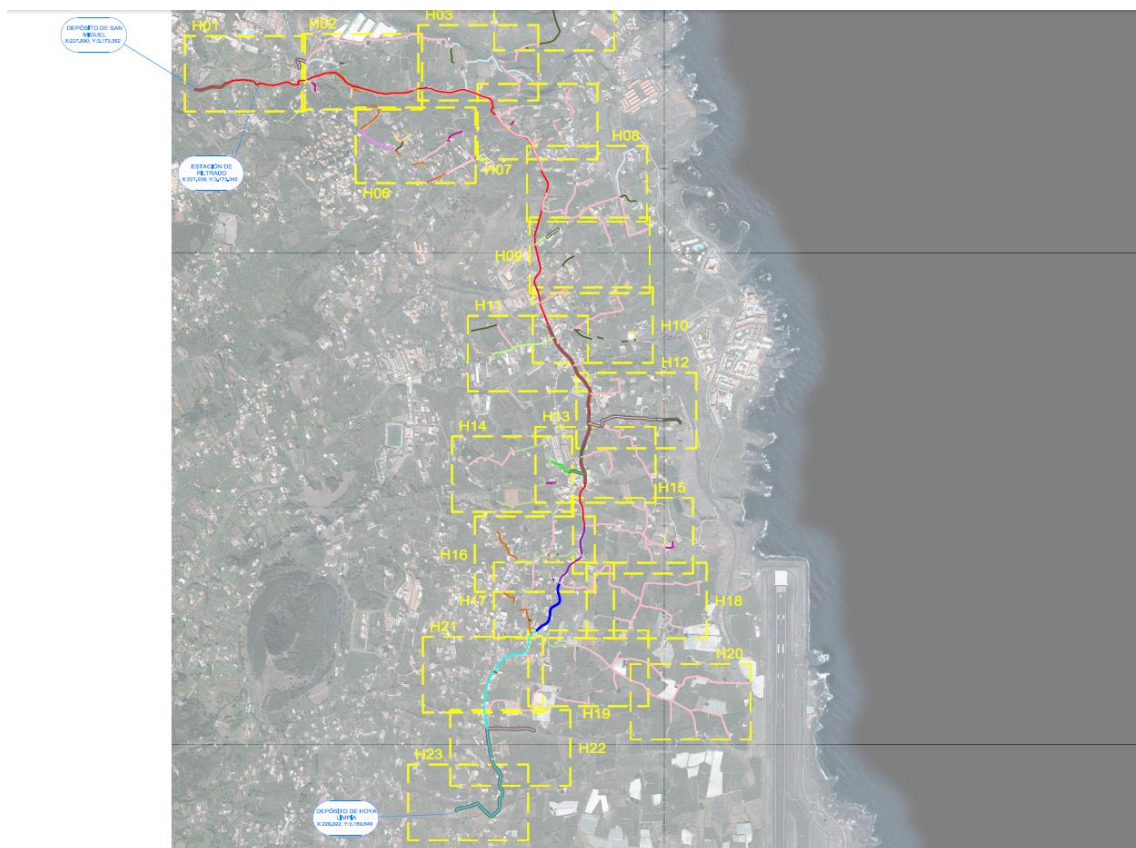 H01
H02
H03
DEPÓSITO DE SAN
MIGUEL
ESTACIÓN DE
FILTRADO
H06
H07
H08
H09
H10
H11
H12
H13
H14
H15
H16
H17
H18
H21
H20
H19
H22
H23
DEPÓSITO DE HOYA
LIMPIA